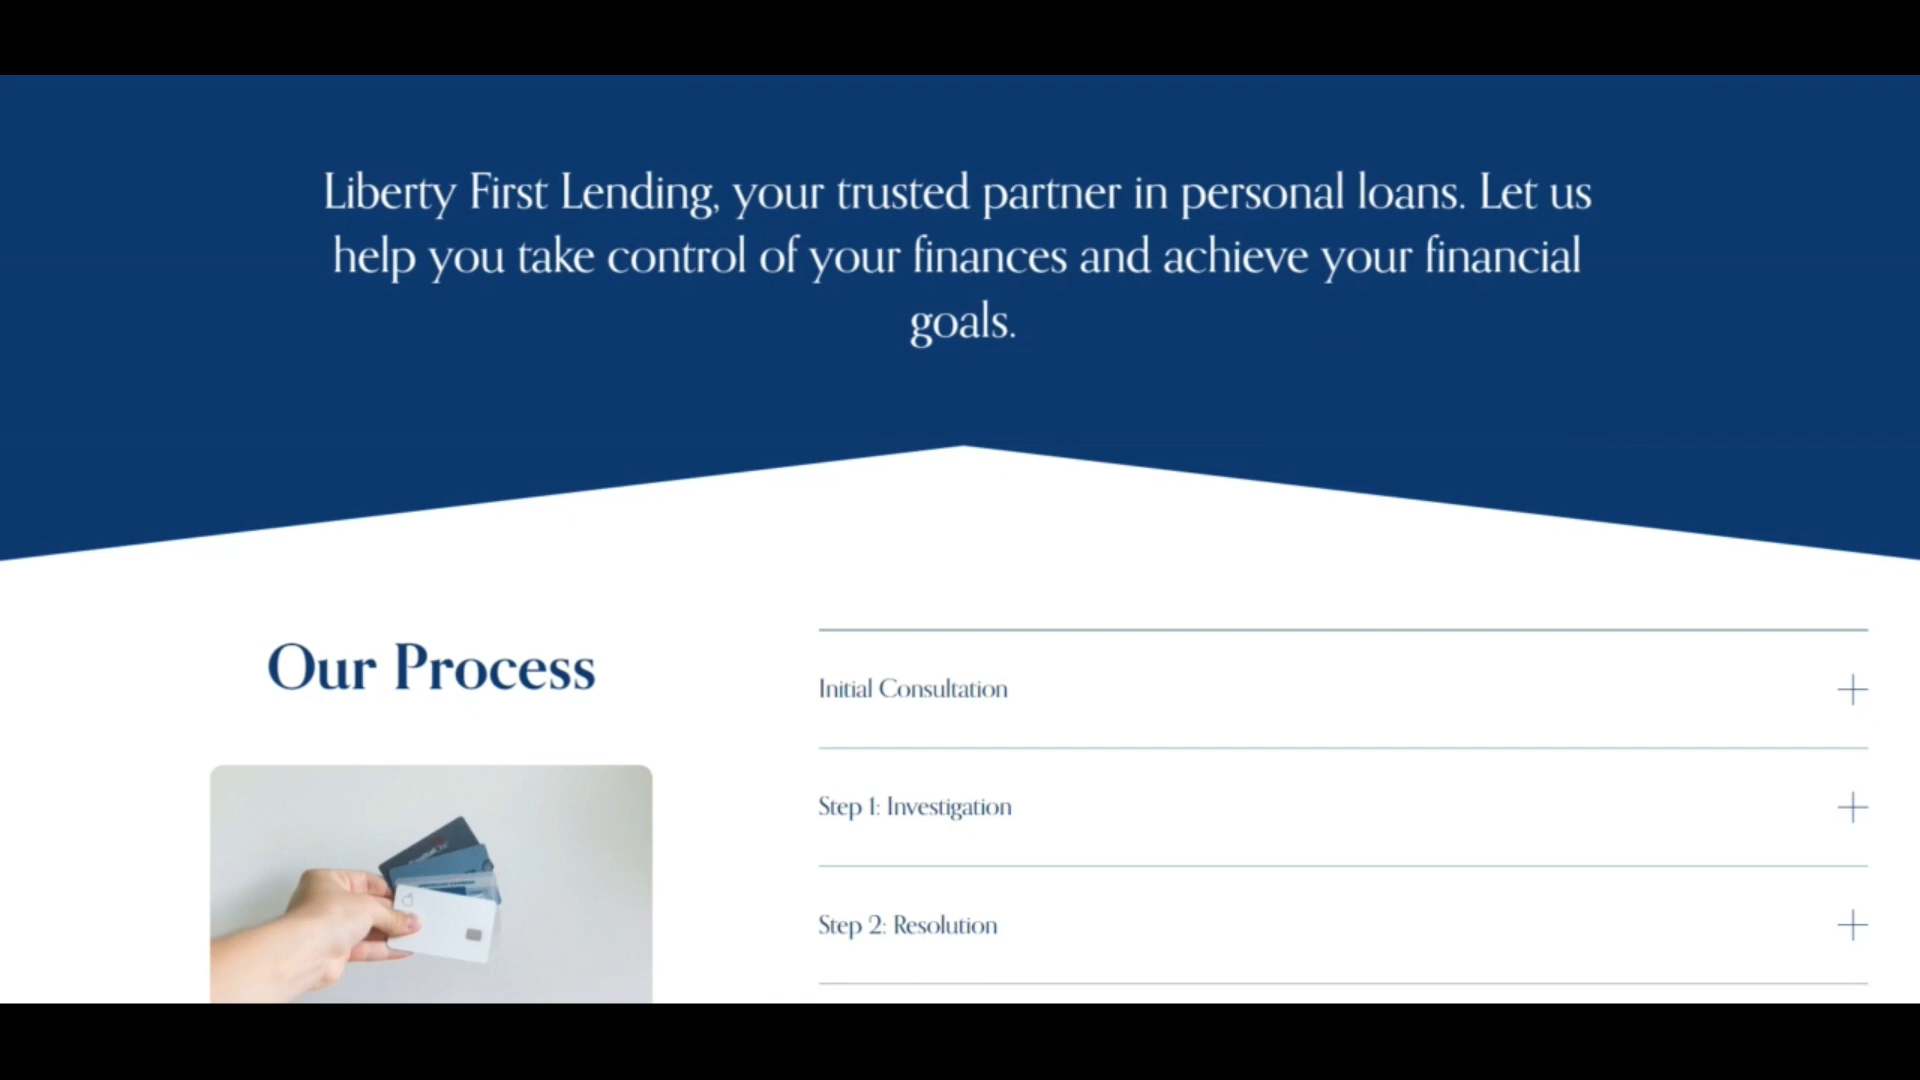 Liberty First Lending, your trusted partner in personal loans. Let us
help you take control of your finances and achieve your financial
goals.
Our Process
Initial Consultation
Step 1: Investigation
Step 2: Resolution